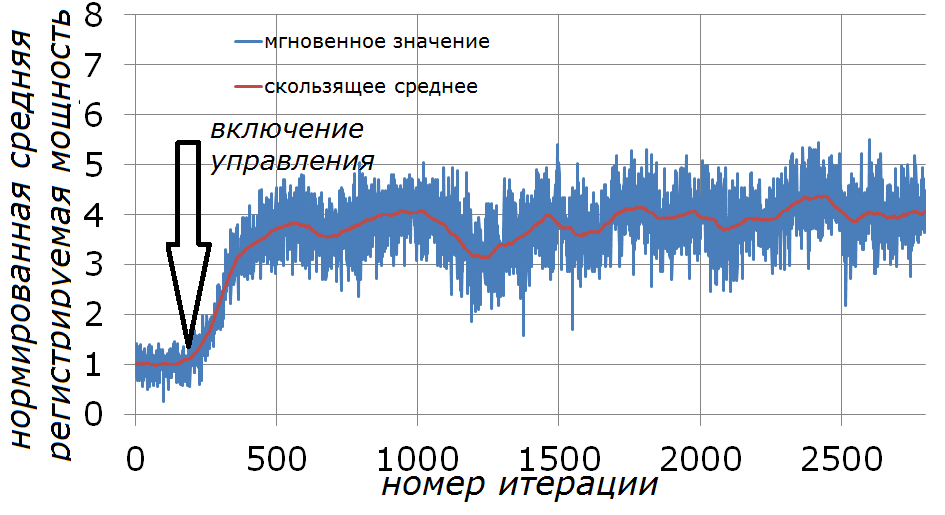 нормированная средняя
регистрируемая мощность
8
7
6
5
4
3
2
1
0
мгновенное значение
скользящее среднее
включение
управления
0 500 1000 1500 2000 2500
номер итерации